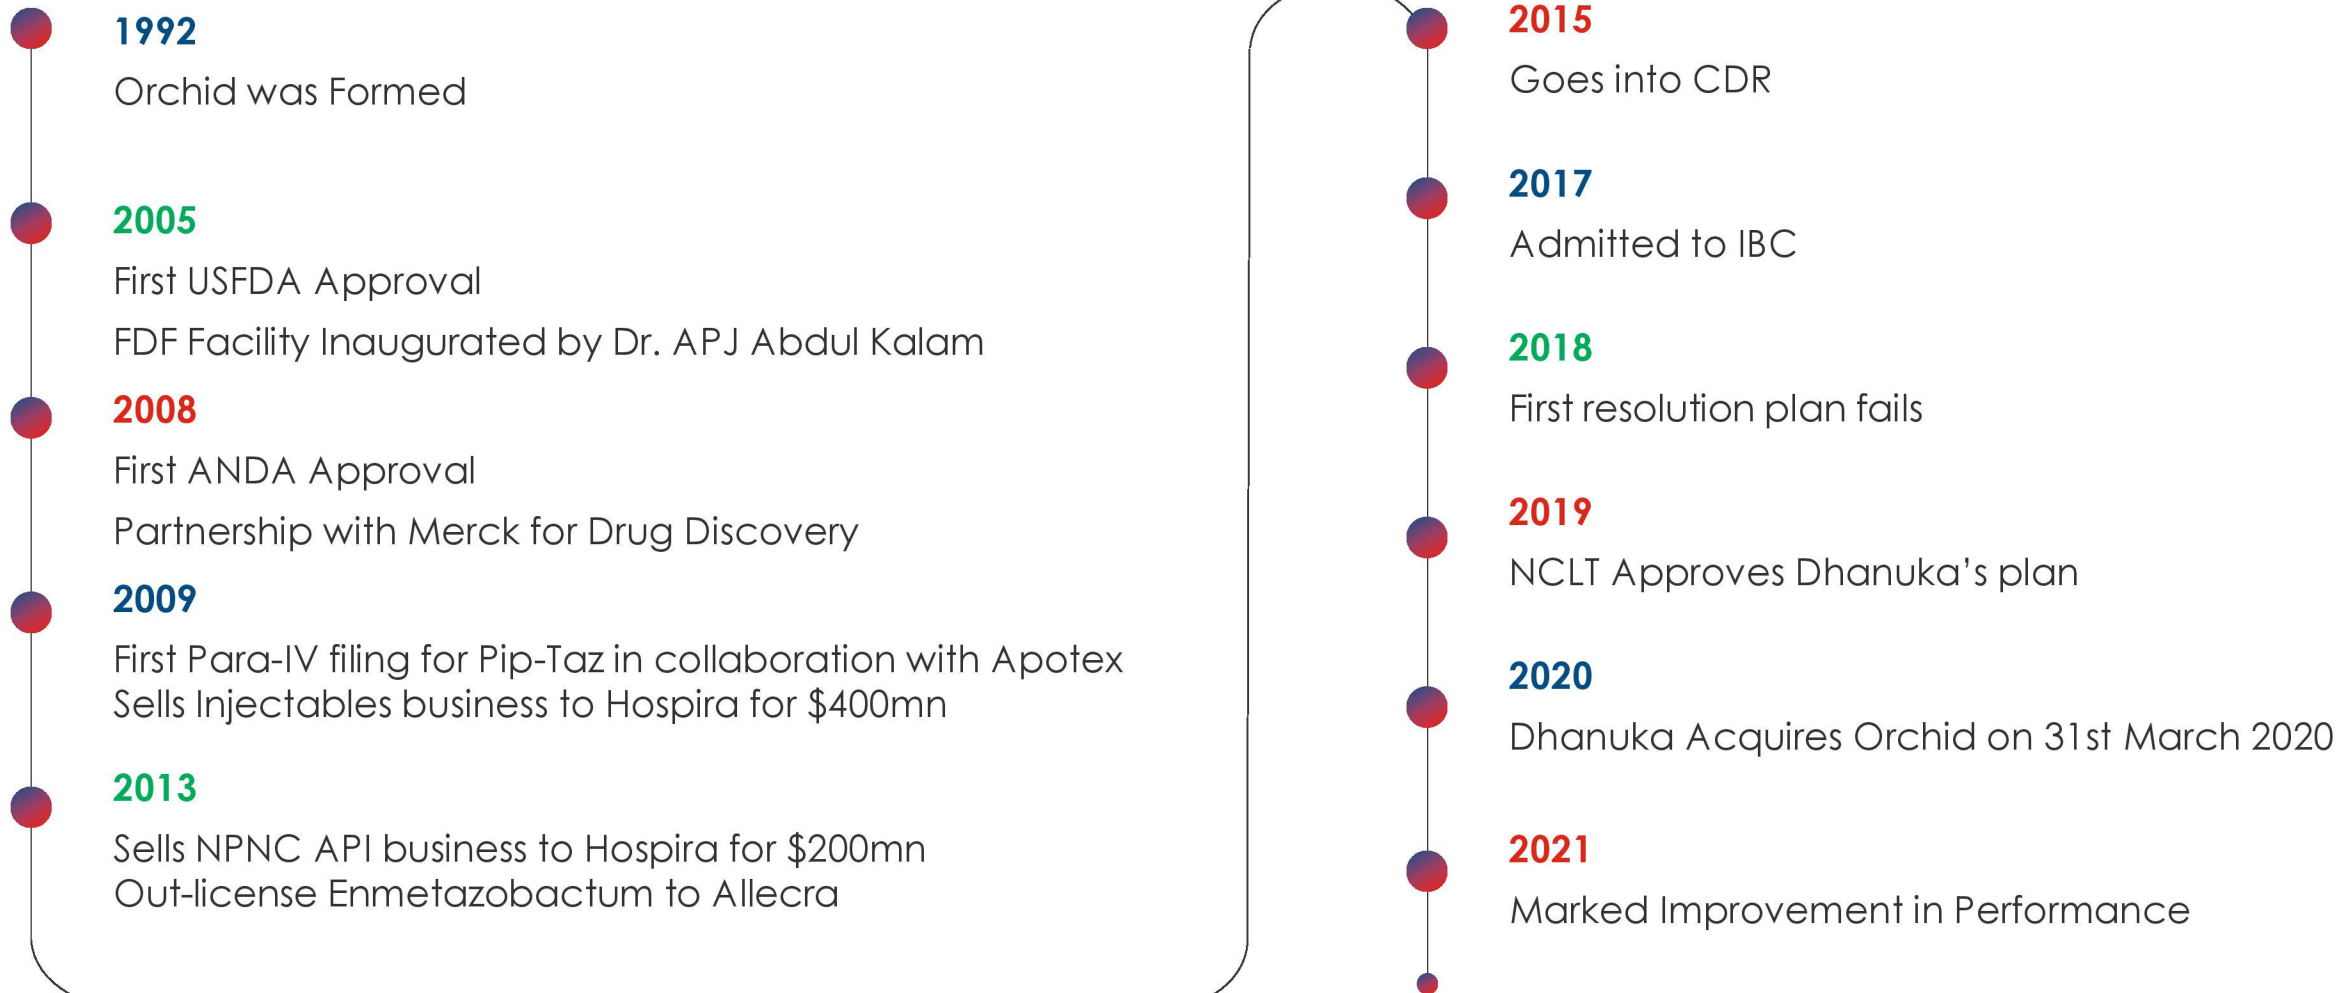 1992
Orchid was Formed
2005
First USFDA Approval
FDF Facility Inaugurated by Dr. APJ Abdul Kalam
2008
First ANDA Approval
Partnership with Merck for Drug Discovery
2009
First Para-IV filing for Pip-Taz in collaboration with Apotex
Sells Injectables business to Hospira for $400mn
2013
Sells NPNC API business to Hospira for $200mn
Out-license Enmetazobactum to Allecra
2015
Goes into CDR
2017
Admitted to IBC
2018
First resolution plan fails
2019
NCLT Approves Dhanuka’s plan
2020
Dhanuka Acquires Orchid on 31st March 2020
2021
Marked Improvement in Performance